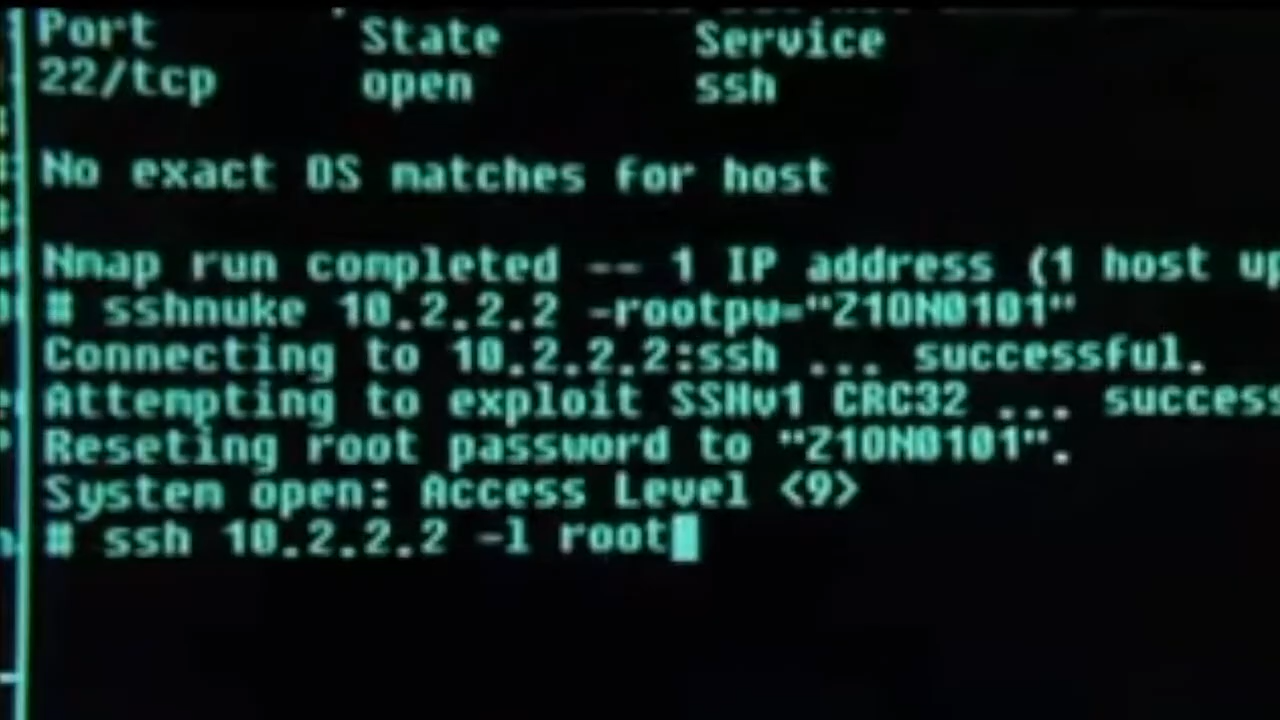 Port State Service
22/tcp open ssh
No exact OS matches for host
Nmap run completed -- 1 IP address (1 host up
# sshnuke 10.2.2.2 -rootpw="Z1ON0101"
Connecting to 10.2.2.2:ssh ... successful.
Attempting to exploit SSHv1 CRC32 ... success
Reseting root password to "Z1ON0101".
System open: Access Level <9>
# ssh 10.2.2.2 -l root